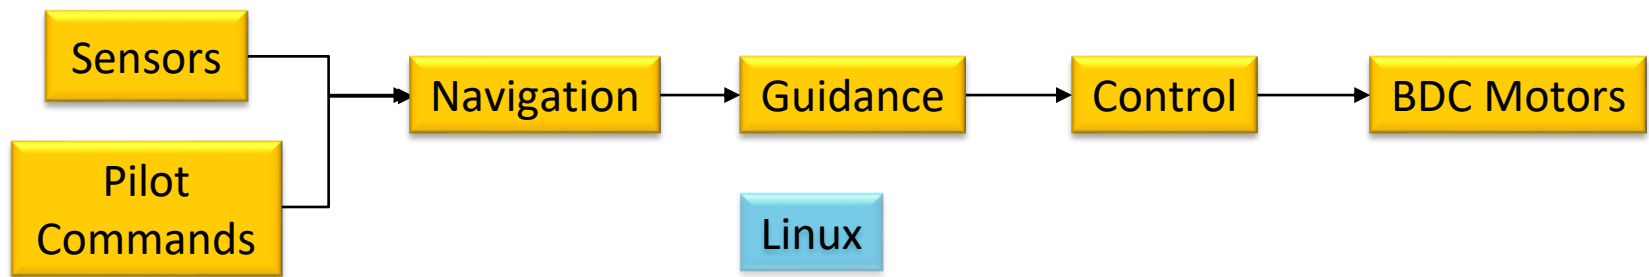 Sensors
Pilot
Commands
Navigation
Guidance
Control
BDC Motors
Linux